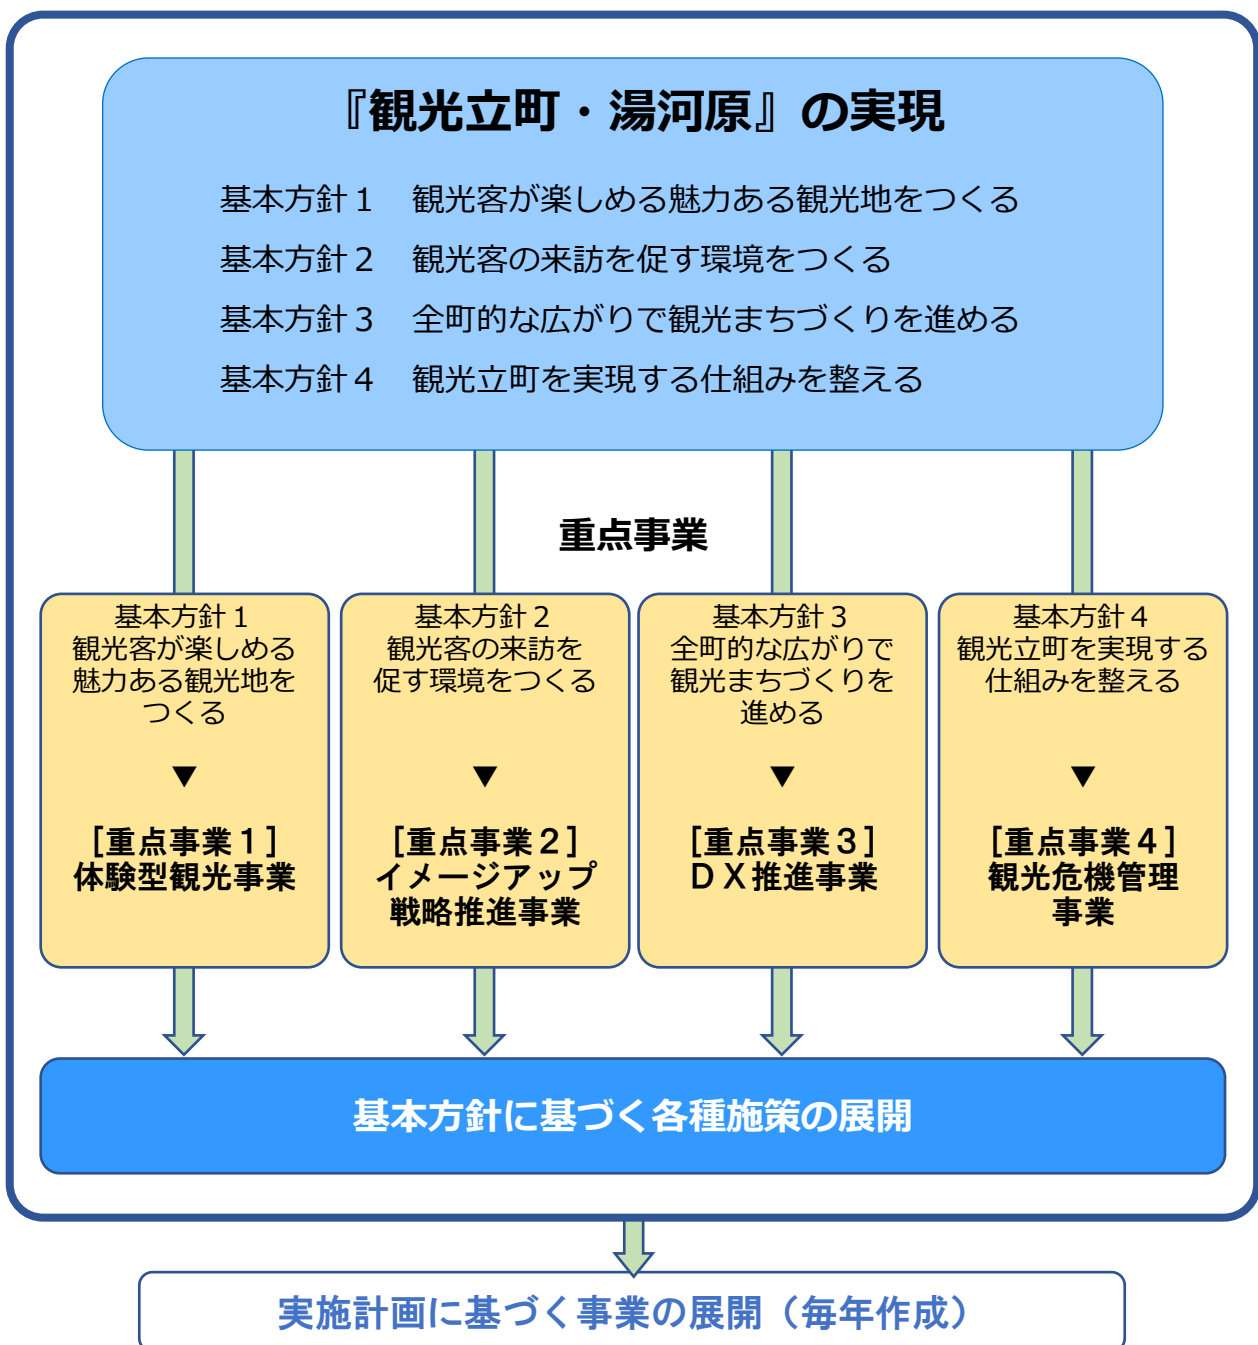 『観光立町・湯河原』の実現
基本方針１　観光客が楽しめる魅力ある観光地をつくる
基本方針２　観光客の来訪を促す環境をつくる
基本方針３　全町的な広がりで観光まちづくりを進める
基本方針４　観光立町を実現する仕組みを整える
重点事業
基本方針１
観光客が楽しめる
魅力ある観光地を
つくる
▼
［重点事業１］
体験型観光事業
基本方針２
観光客の来訪を
促す環境をつくる
▼
［重点事業２］
イメージアップ
戦略推進事業
基本方針３
全町的な広がりで
観光まちづくりを
進める
▼
［重点事業３］
ＤＸ推進事業
基本方針４
観光立町を実現する
仕組みを整える
▼
［重点事業４］
観光危機管理
事業
基本方針に基づく各種施策の展開
実施計画に基づく事業の展開（毎年作成）